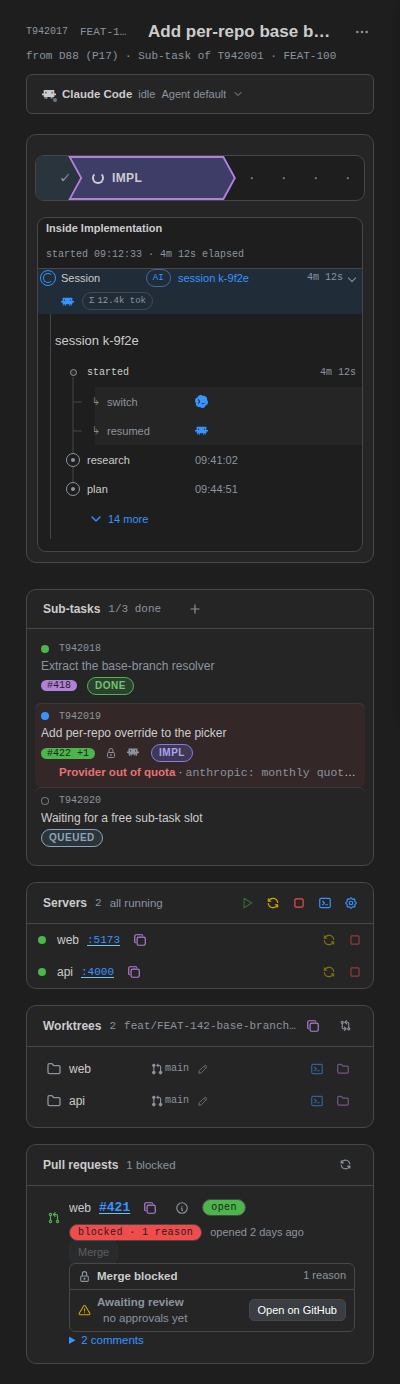 T942017 FEAT-1… Add per-repo base b… ···
from D88 (P17) · Sub-task of T942001 · FEAT-100
Claude Code idle Agent default
✓ IMPL · · · ·
Inside Implementation
started 09:12:33 · 4m 12s elapsed
Session AI session k-9f2e 4m 12s
Σ 12.4k tok
session k-9f2e
started 4m 12s
↳ switch
↳ resumed
research 09:41:02
plan 09:44:51
14 more
Sub-tasks 1/3 done +
T942018
Extract the base-branch resolver
#418 DONE
T942019
Add per-repo override to the picker
#422 +1 IMPL
Provider out of quota · anthropic: monthly quot…
T942020
Waiting for a free sub-task slot
QUEUED
Servers 2 all running
web :5173
api :4000
Worktrees 2 feat/FEAT-142-base-branch…
web main
api main
Pull requests 1 blocked
web #421 open
blocked · 1 reason opened 2 days ago
Merge
Merge blocked 1 reason
Awaiting review
no approvals yet
Open on GitHub
▶ 2 comments